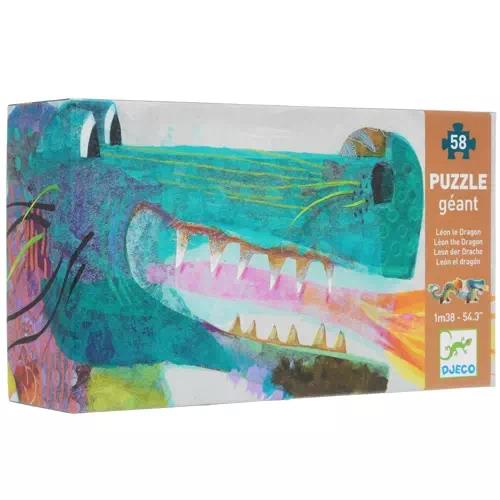 58
PUZZLE
géant
Léon le Dragon
Léon the Dragon
Leon der Drache
León el dragón
1m38 - 54.3"
DJECO